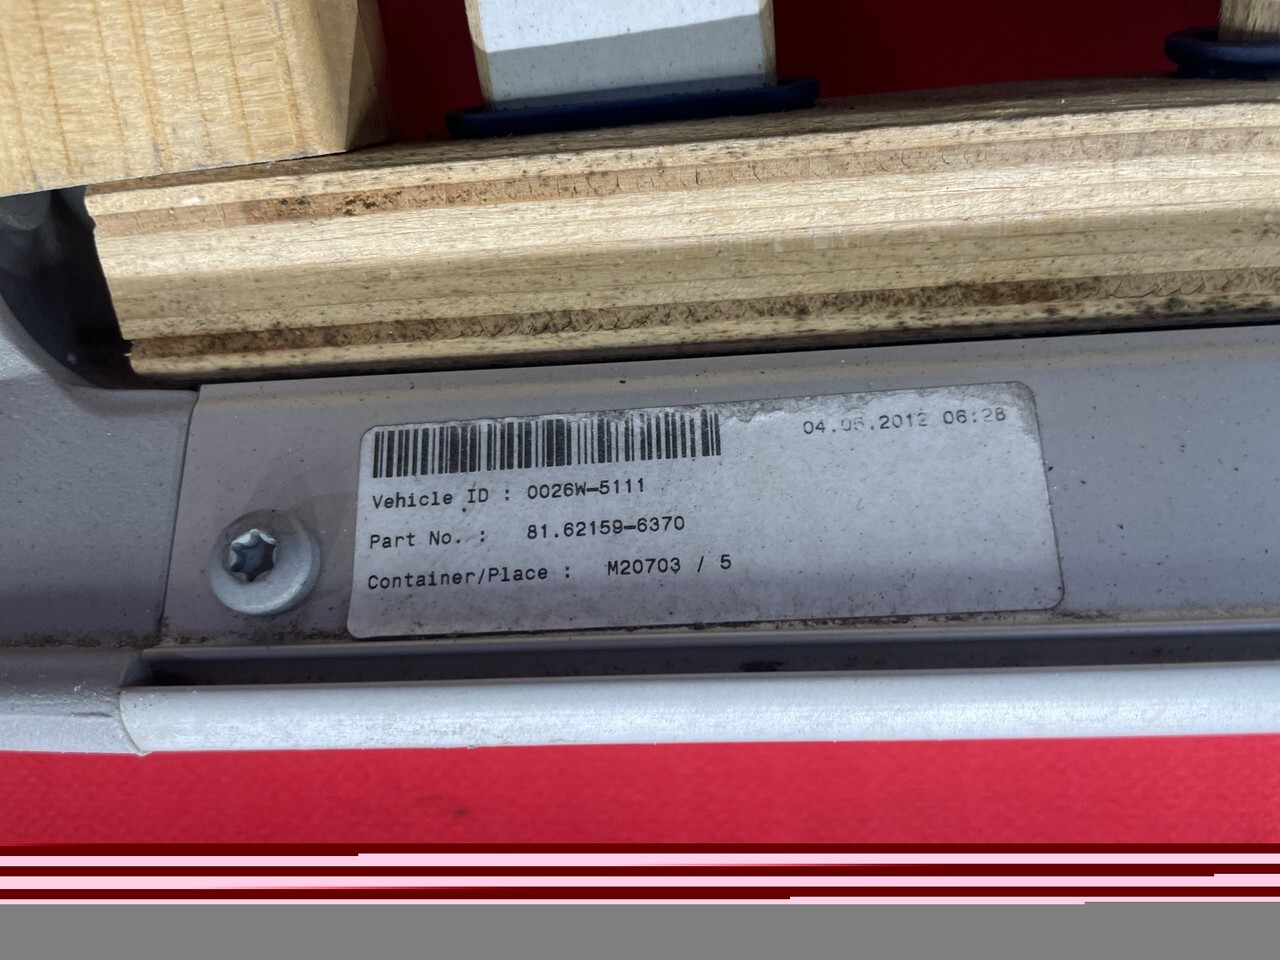 04.05.2012 06:28
Vehicle ID : 0026W-5111
Part No. : 81.62159-6370
Container/Place : M20703 / 5